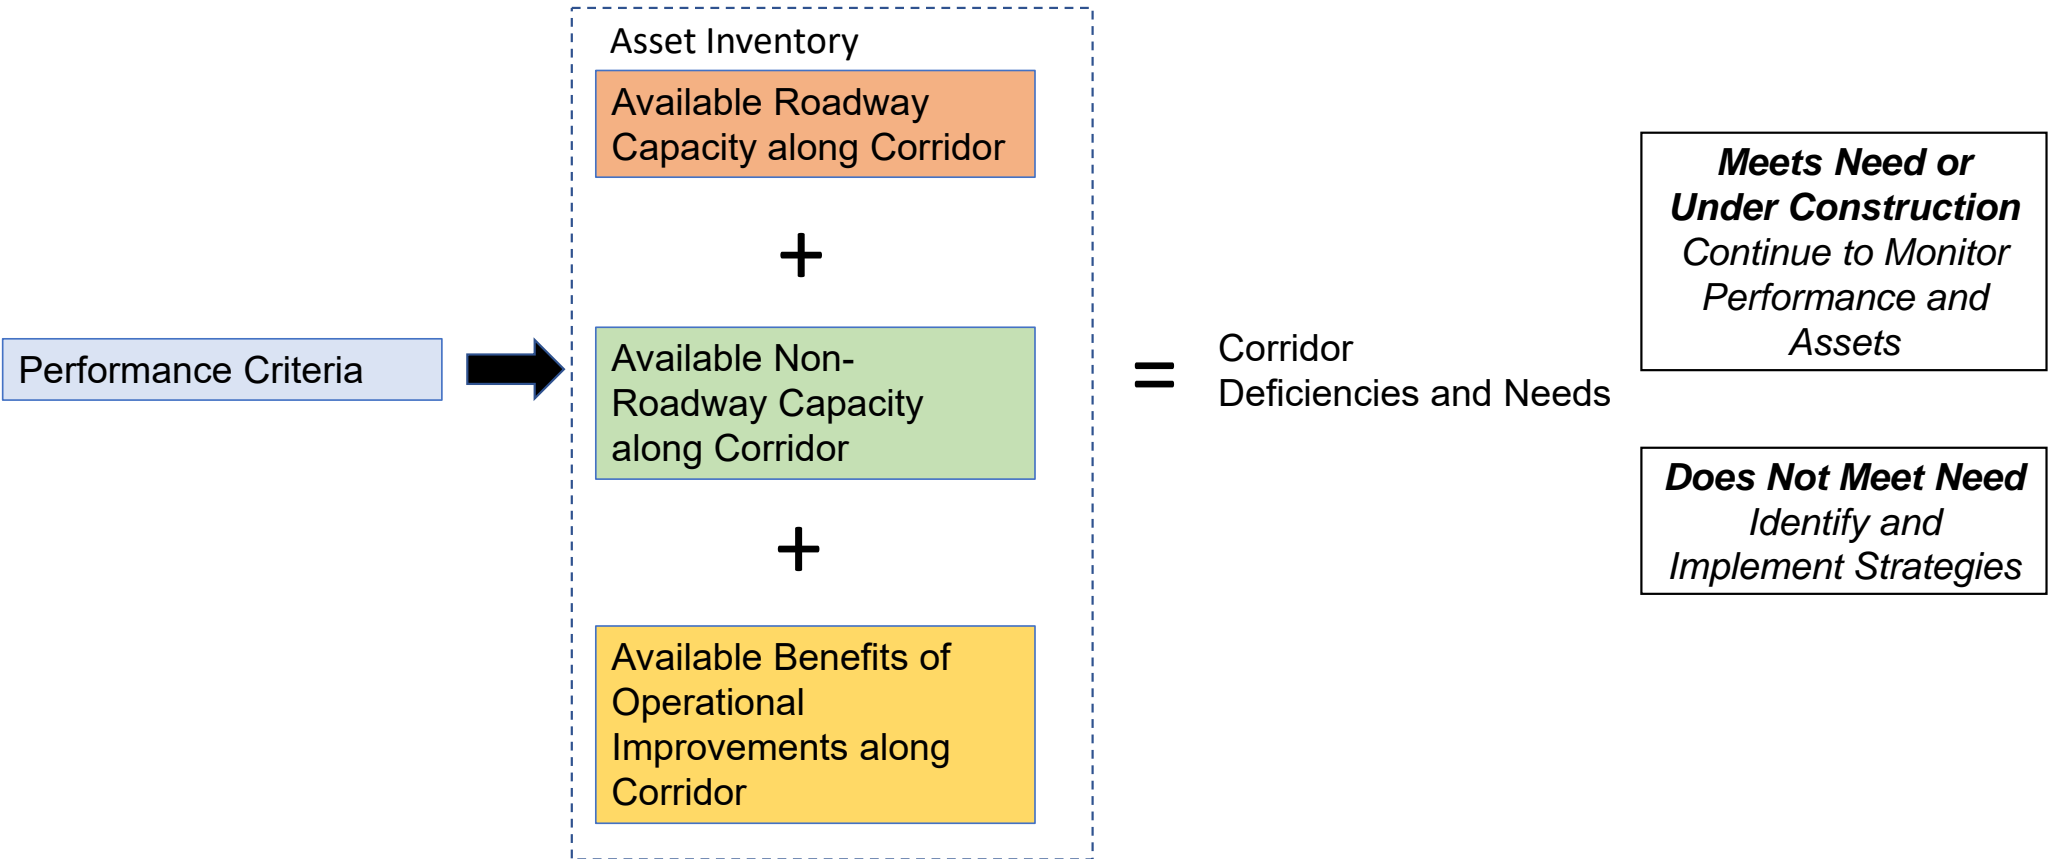 Performance Criteria
Asset Inventory
Available Roadway
Capacity along Corridor
+
Available Non-
Roadway Capacity
along Corridor
+
Available Benefits of
Operational
Improvements along
Corridor
=
Corridor
Deficiencies and Needs
Meets Need or
Under Construction
Continue to Monitor
Performance and
Assets
Does Not Meet Need
Identify and
Implement Strategies